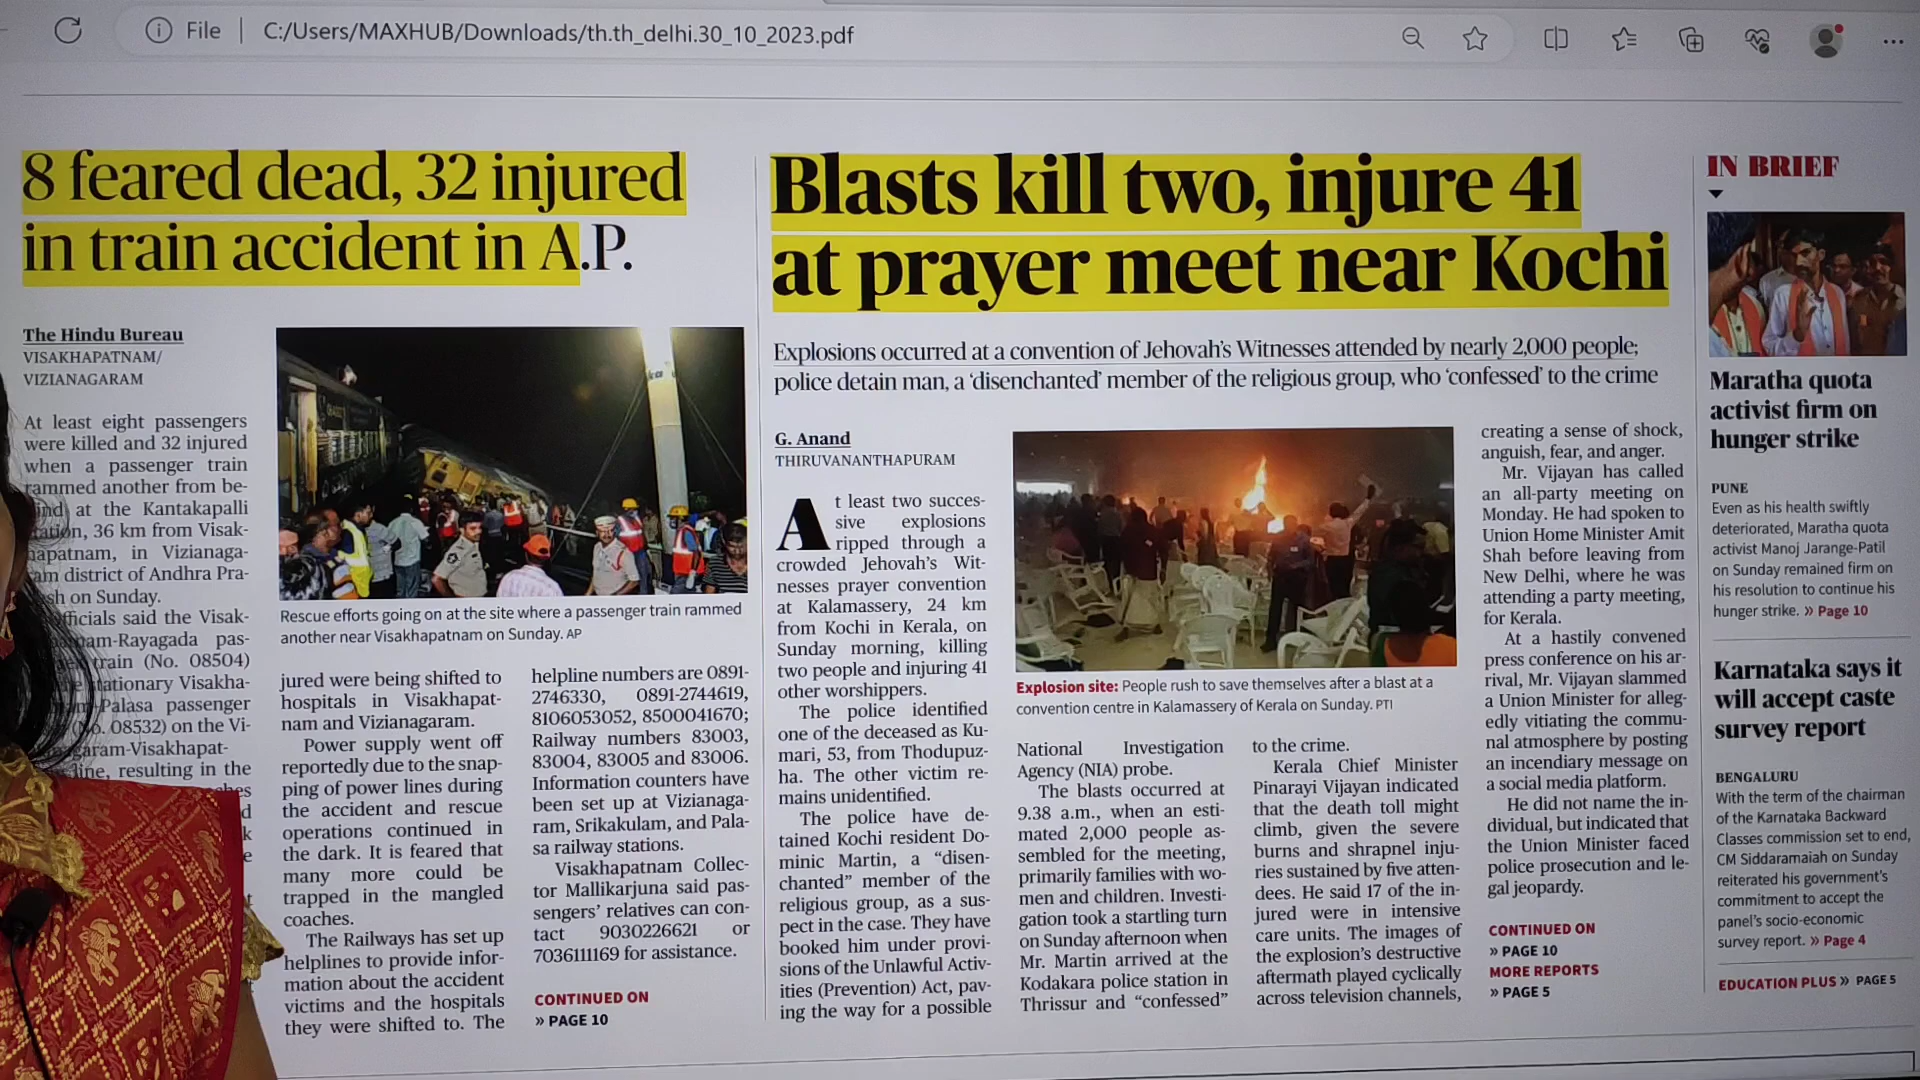 File
C:/Users/MAXHUB/Downloads/th.th_delhi.30_10_2023.pdf
8 feared dead, 32 injured
in train accident in A.P.
The Hindu Bureau
VISAKHAPATNAM/
VIZIANAGARAM
At least eight passengers
were killed and 32 injured
when a passenger train
rammed another from be-
at the Kantakapalli
36 km from Visak-
in Vizianaga-
district of Andhra Pra-
on Sunday.
said the Visak-
pas-
train (No. 08504)
stationary Visakha-
Palasa passenger
(No. 08532) on the Vi-
resulting in the
Rescue efforts going on at the site where a passenger train rammed
another near Visakhapatnam on Sunday. AP
jured were being shifted to
hospitals in Visakhapat-
nam and Vizianagaram.
Power supply went off
reportedly due to the snap-
ping of power lines during
the accident and rescue
operations continued in
the dark. It is feared that
many more could be
trapped in the mangled
coaches.
The Railways has set up
helplines to provide infor-
mation about the accident
victims and the hospitals
they were shifted to. The
helpline numbers are 0891-
2746330, 0891-2744619,
8106053052, 8500041670;
Railway numbers 83003,
83004, 83005 and 83006.
Information counters have
been set up at Vizianaga-
ram, Srikakulam, and Pala-
sa railway stations.
Visakhapatnam Collec-
tor Mallikarjuna said pas-
sengers' relatives can con-
tact 9030226621 or
7036111169 for assistance.
CONTINUED ON
» PAGE 10
Blasts kill two, injure 41
at prayer meet near Kochi
Explosions occurred at a convention of Jehovah's Witnesses attended by nearly 2,000 people;
police detain man, a 'disenchanted' member of the religious group, who 'confessed' to the crime
G. Anand
THIRUVANANTHAPURAM
At least two succes-
sive explosions
ripped through a
crowded Jehovah's Wit-
nesses prayer convention
at Kalamassery, 24 km
from Kochi in Kerala, on
Sunday morning, killing
two people and injuring 41
other worshippers.
The police identified
one of the deceased as Ku-
mari, 53, from Thodupuz-
ha. The other victim re-
mains unidentified.
The police have de-
tained Kochi resident Do-
minic Martin, a "disen-
chanted" member of the
religious group, as a sus-
pect in the case. They have
booked him under provi-
sions of the Unlawful Activ-
ities (Prevention) Act, pav-
ing the way for a possible
Explosion site: People rush to save themselves after a blast at a
convention centre in Kalamassery of Kerala on Sunday. PTI
National Investigation
Agency (NIA) probe.
The blasts occurred at
9.38 a.m., when an esti-
mated 2,000 people as-
sembled for the meeting,
primarily families with wo-
men and children. Investi-
gation took a startling turn
on Sunday afternoon when
Mr. Martin arrived at the
Kodakara police station in
Thrissur and "confessed"
to the crime.
Kerala Chief Minister
Pinarayi Vijayan indicated
that the death toll might
climb, given the severe
burns and shrapnel inju-
ries sustained by five atten-
dees. He said 17 of the in-
jured were in intensive
care units. The images of
the explosion's destructive
aftermath played cyclically
across television channels,
creating a sense of shock,
anguish, fear, and anger.
Mr. Vijayan has called
an all-party meeting on
Monday. He had spoken to
Union Home Minister Amit
Shah before leaving from
New Delhi, where he was
attending a party meeting,
for Kerala.
At a hastily convened
press conference on his ar-
rival, Mr. Vijayan slammed
a Union Minister for alleg-
edly vitiating the commu-
nal atmosphere by posting
an incendiary message on
a social media platform.
He did not name the in-
dividual, but indicated that
the Union Minister faced
police prosecution and le-
gal jeopardy.
CONTINUED ON
» PAGE 10
MORE REPORTS
» PAGE 5
IN BRIEF
Maratha quota
activist firm on
hunger strike
PUNE
Even as his health swiftly
deteriorated, Maratha quota
activist Manoj Jarange-Patil
on Sunday remained firm on
his resolution to continue his
hunger strike. » Page 10
Karnataka says it
will accept caste
survey report
BENGALURU
With the term of the chairman
of the Karnataka Backward
Classes commission set to end,
CM Siddaramaiah on Sunday
reiterated his government's
commitment to accept the
panel's socio-economic
survey report. » Page 4
EDUCATION PLUS » PAGE 5